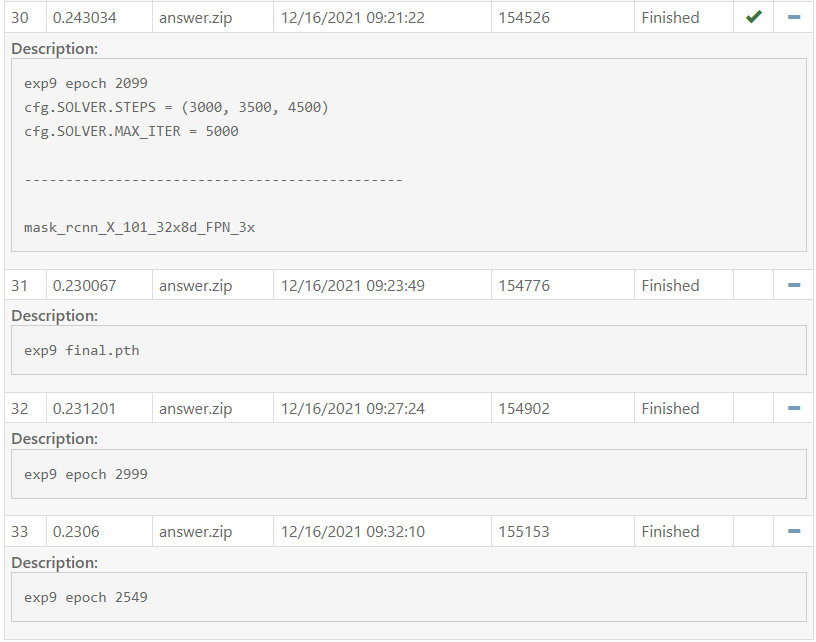 30 0.243034 answer.zip 12/16/2021 09:21:22 154526 Finished
Description:
exp9 epoch 2099
cfg.SOLVER.STEPS = (3000, 3500, 4500)
cfg.SOLVER.MAX_ITER = 5000
----------------------------------------------
mask_rcnn_X_101_32x8d_FPN_3x
31 0.230067 answer.zip 12/16/2021 09:23:49 154776 Finished
Description:
exp9 final.pth
32 0.231201 answer.zip 12/16/2021 09:27:24 154902 Finished
Description:
exp9 epoch 2999
33 0.2306 answer.zip 12/16/2021 09:32:10 155153 Finished
Description:
exp9 epoch 2549